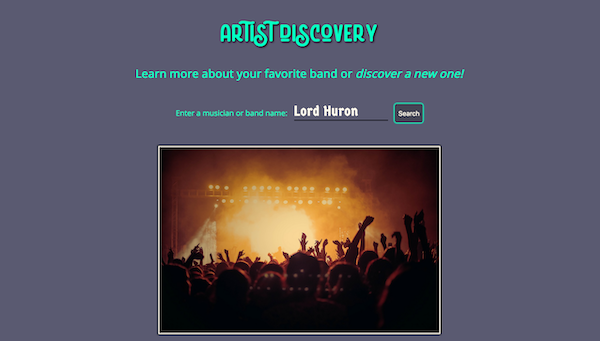 ARTIST DISCOVERY
Learn more about your favorite band or discover a new one!
Enter a musician or band name: Lord Huron Search